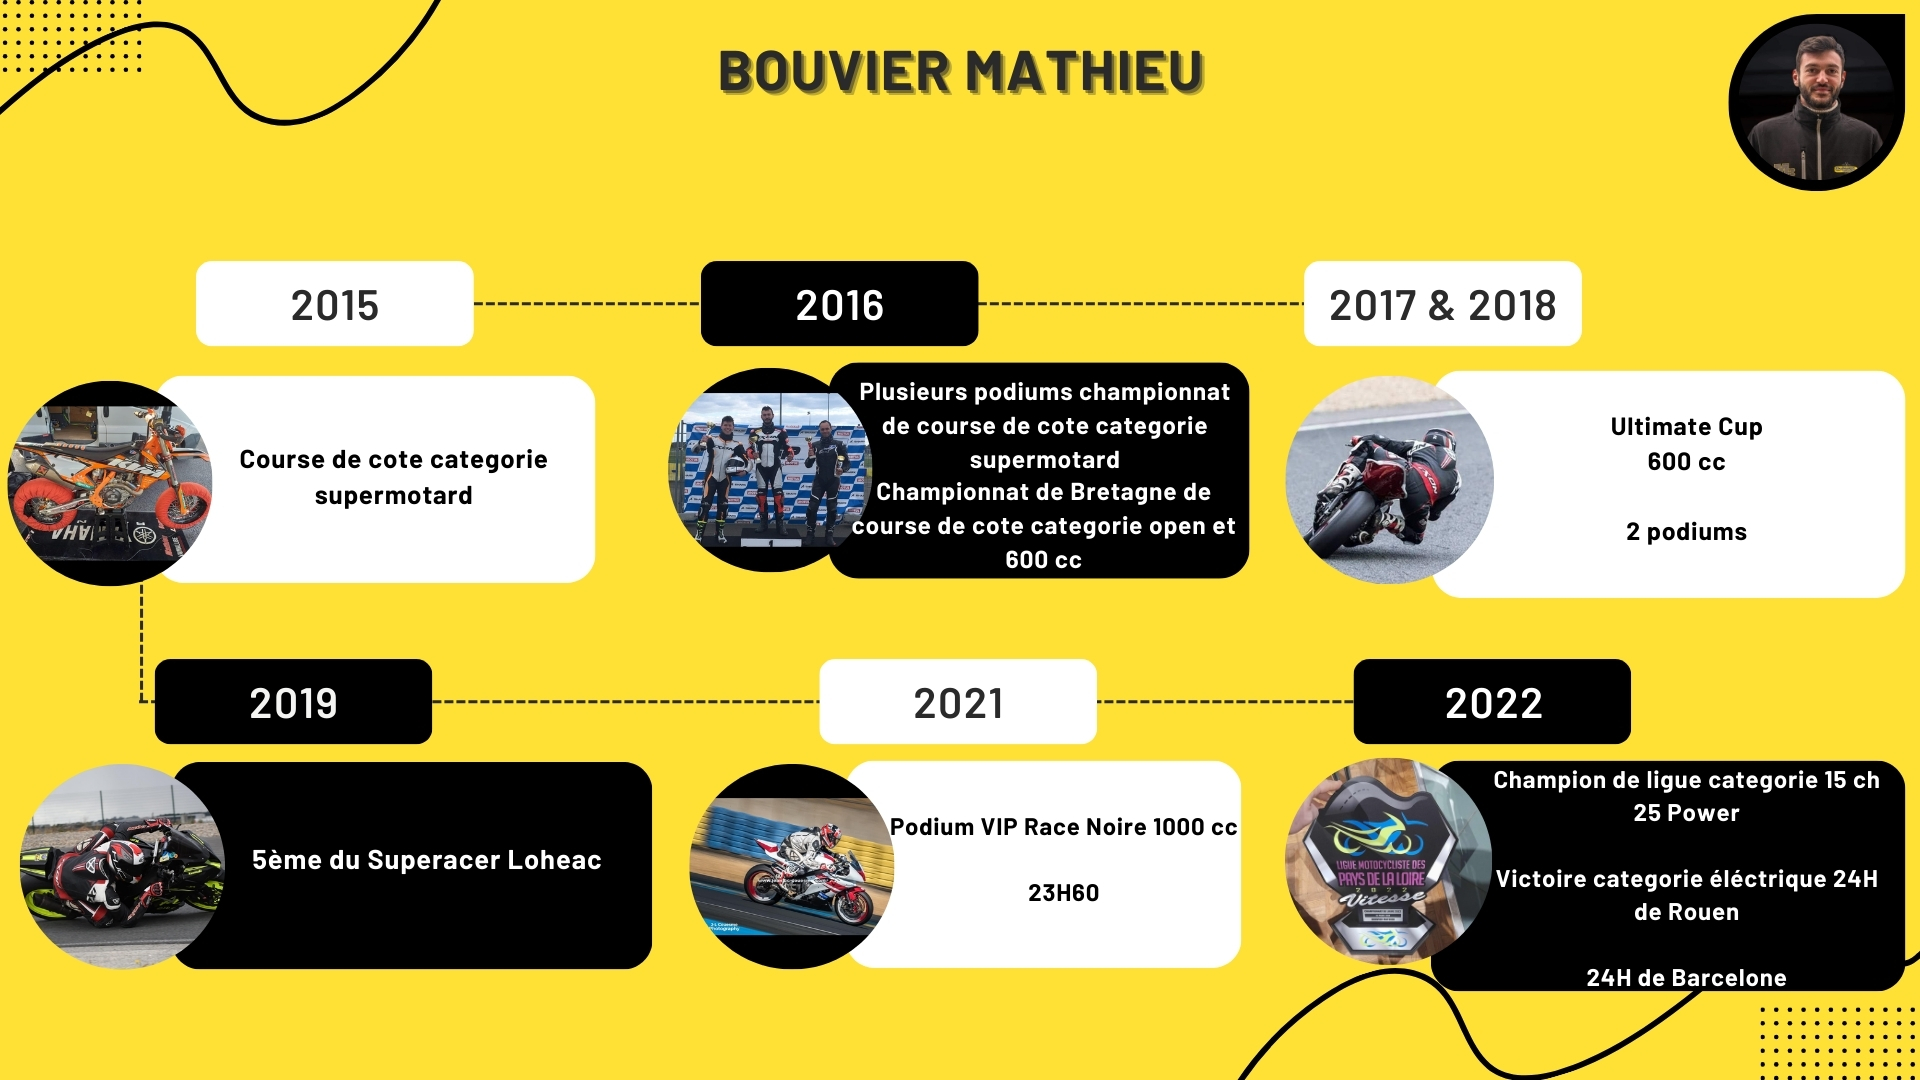 BOUVIER MATHIEU
2015
2016
2017 & 2018
Course de cote categorie
supermotard
Plusieurs podiums championnat
de course de cote categorie
supermotard
Championnat de Bretagne de
course de cote categorie open et
600 cc
Ultimate Cup
600 cc
2 podiums
2019
2021
2022
5ème du Superacer Loheac
Podium VIP Race Noire 1000 cc
23H60
LIGUE MOTOCYCLISTE DES
PAYS DE LA LOIRE
2022
Vitesse
Champion de ligue categorie 15 ch
25 Power
Victoire categorie éléctrique 24H
de Rouen
24H de Barcelone